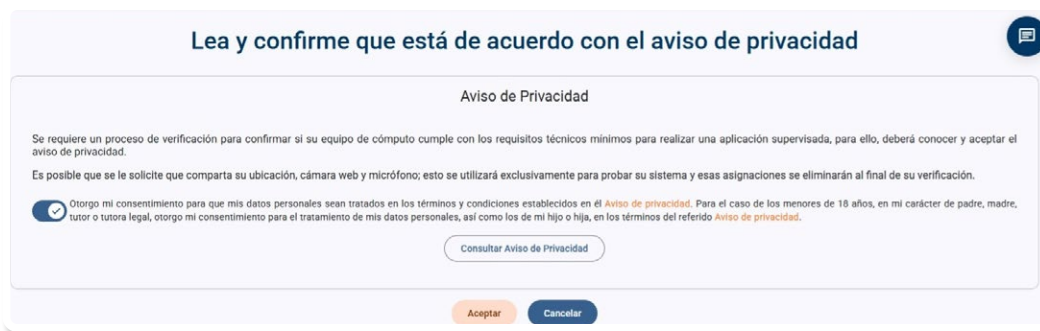 Lea y confirme que está de acuerdo con el aviso de privacidad
Aviso de Privacidad
Se requiere un proceso de verificación para confirmar si su equipo de cómputo cumple con los requisitos técnicos mínimos para realizar una aplicación supervisada, para ello, deberá conocer y aceptar el
aviso de privacidad.
Es posible que se le solicite que comparta su ubicación, cámara web y micrófono; esto se utilizará exclusivamente para probar su sistema y esas asignaciones se eliminarán al final de su verificación.
Otorgo mi consentimiento para que mis datos personales sean tratados en los términos y condiciones establecidos en él Aviso de privacidad. Para el caso de los menores de 18 años, en mi carácter de padre, madre,
tutor o tutora legal, otorgo mi consentimiento para el tratamiento de mis datos personales, así como los de mi hijo o hija, en los términos del referido Aviso de privacidad.
Consultar Aviso de Privacidad
Aceptar Cancelar